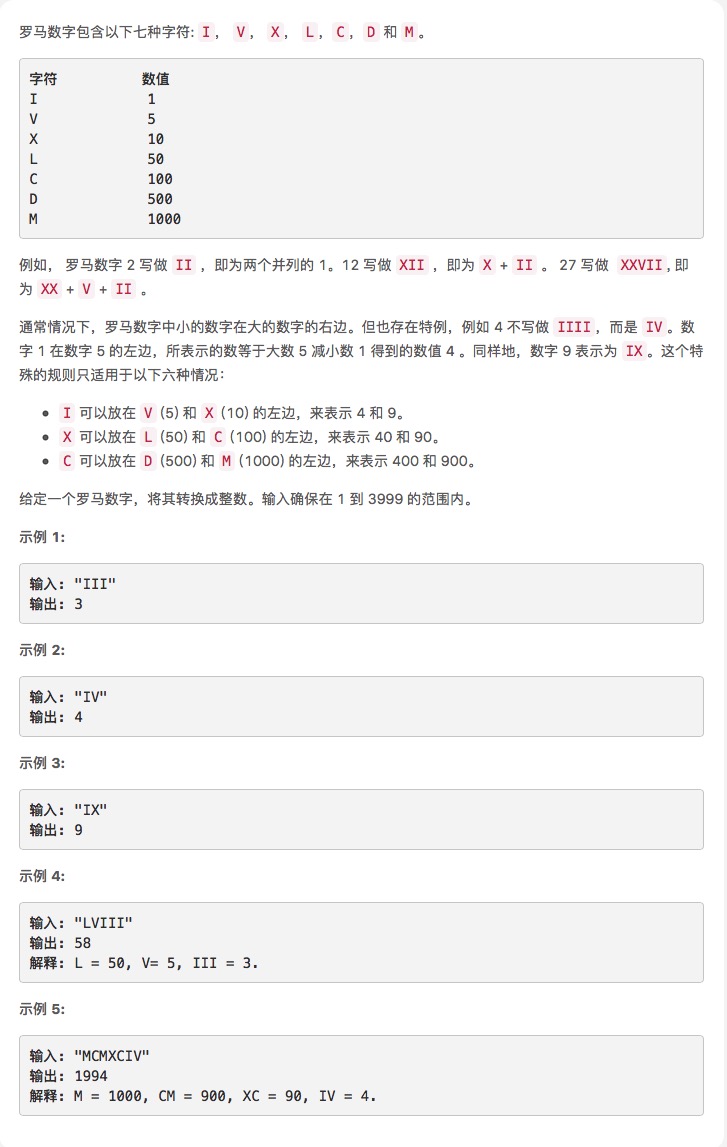 罗马数字包含以下七种字符: I， V， X， L，C，D 和 M。
字符 数值
I 1
V 5
X 10
L 50
C 100
D 500
M 1000
例如， 罗马数字 2 写做 II ，即为两个并列的 1。12 写做 XII ，即为 X + II 。 27 写做 XXVII, 即
为 XX + V + II 。
通常情况下，罗马数字中小的数字在大的数字的右边。但也存在特例，例如 4 不写做 IIII，而是 IV。数
字 1 在数字 5 的左边，所表示的数等于大数 5 减小数 1 得到的数值 4 。同样地，数字 9 表示为 IX。这个特
殊的规则只适用于以下六种情况：
• I 可以放在 V (5) 和 X (10) 的左边，来表示 4 和 9。
• X 可以放在 L (50) 和 C (100) 的左边，来表示 40 和 90。
• C 可以放在 D (500) 和 M (1000) 的左边，来表示 400 和 900。
给定一个罗马数字，将其转换成整数。输入确保在 1 到 3999 的范围内。
示例 1:
输入: "III"
输出: 3
示例 2:
输入: "IV"
输出: 4
示例 3:
输入: "IX"
输出: 9
示例 4:
输入: "LVIII"
输出: 58
解释: L = 50, V= 5, III = 3.
示例 5:
输入: "MCMXCIV"
输出: 1994
解释: M = 1000, CM = 900, XC = 90, IV = 4.